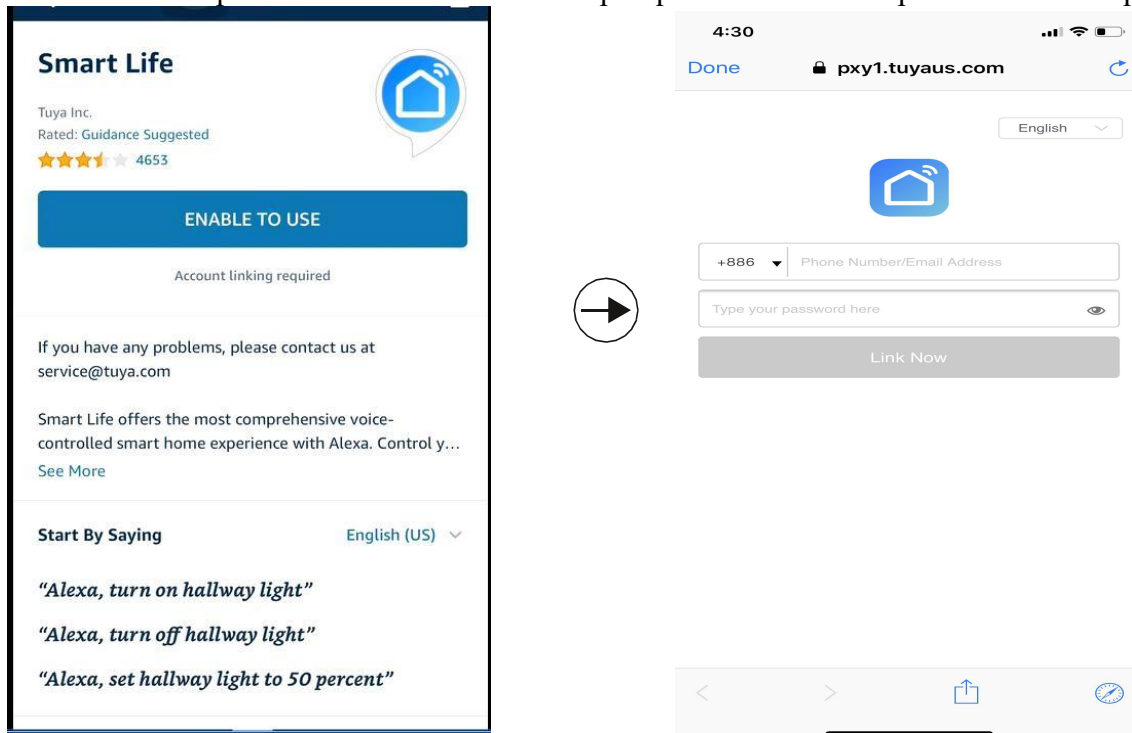 Smart Life
Tuya Inc.
Rated: Guidance Suggested
4653
ENABLE TO USE
Account linking required
If you have any problems, please contact us at
service@tuya.com
Smart Life offers the most comprehensive voice-
controlled smart home experience with Alexa. Control y...
See More
Start By Saying English (US)
“Alexa, turn on hallway light”
“Alexa, turn off hallway light”
“Alexa, set hallway light to 50 percent”
4:30
Done pxy1.tuyaus.com
English
+886 Phone Number/Email Address
Type your password here
Link Now